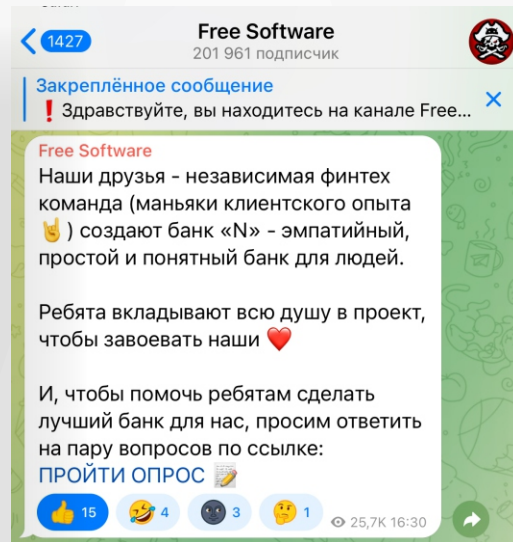 1427
Free Software
201 961 подписчик
Закреплённое сообщение
❗ Здравствуйте, вы находитесь на канале Free...
Free Software
Наши друзья - независимая финтех
команда (маньяки клиентского опыта
🤘) создают банк «N» - эмпатийный,
простой и понятный банк для людей.
Ребята вкладывают всю душу в проект,
чтобы завоевать наши ❤️
И, чтобы помочь ребятам сделать
лучший банк для нас, просим ответить
на пару вопросов по ссылке:
ПРОЙТИ ОПРОС 📝
👍 15 🤣 4 🌚 3 🤔 1 25,7K 16:30